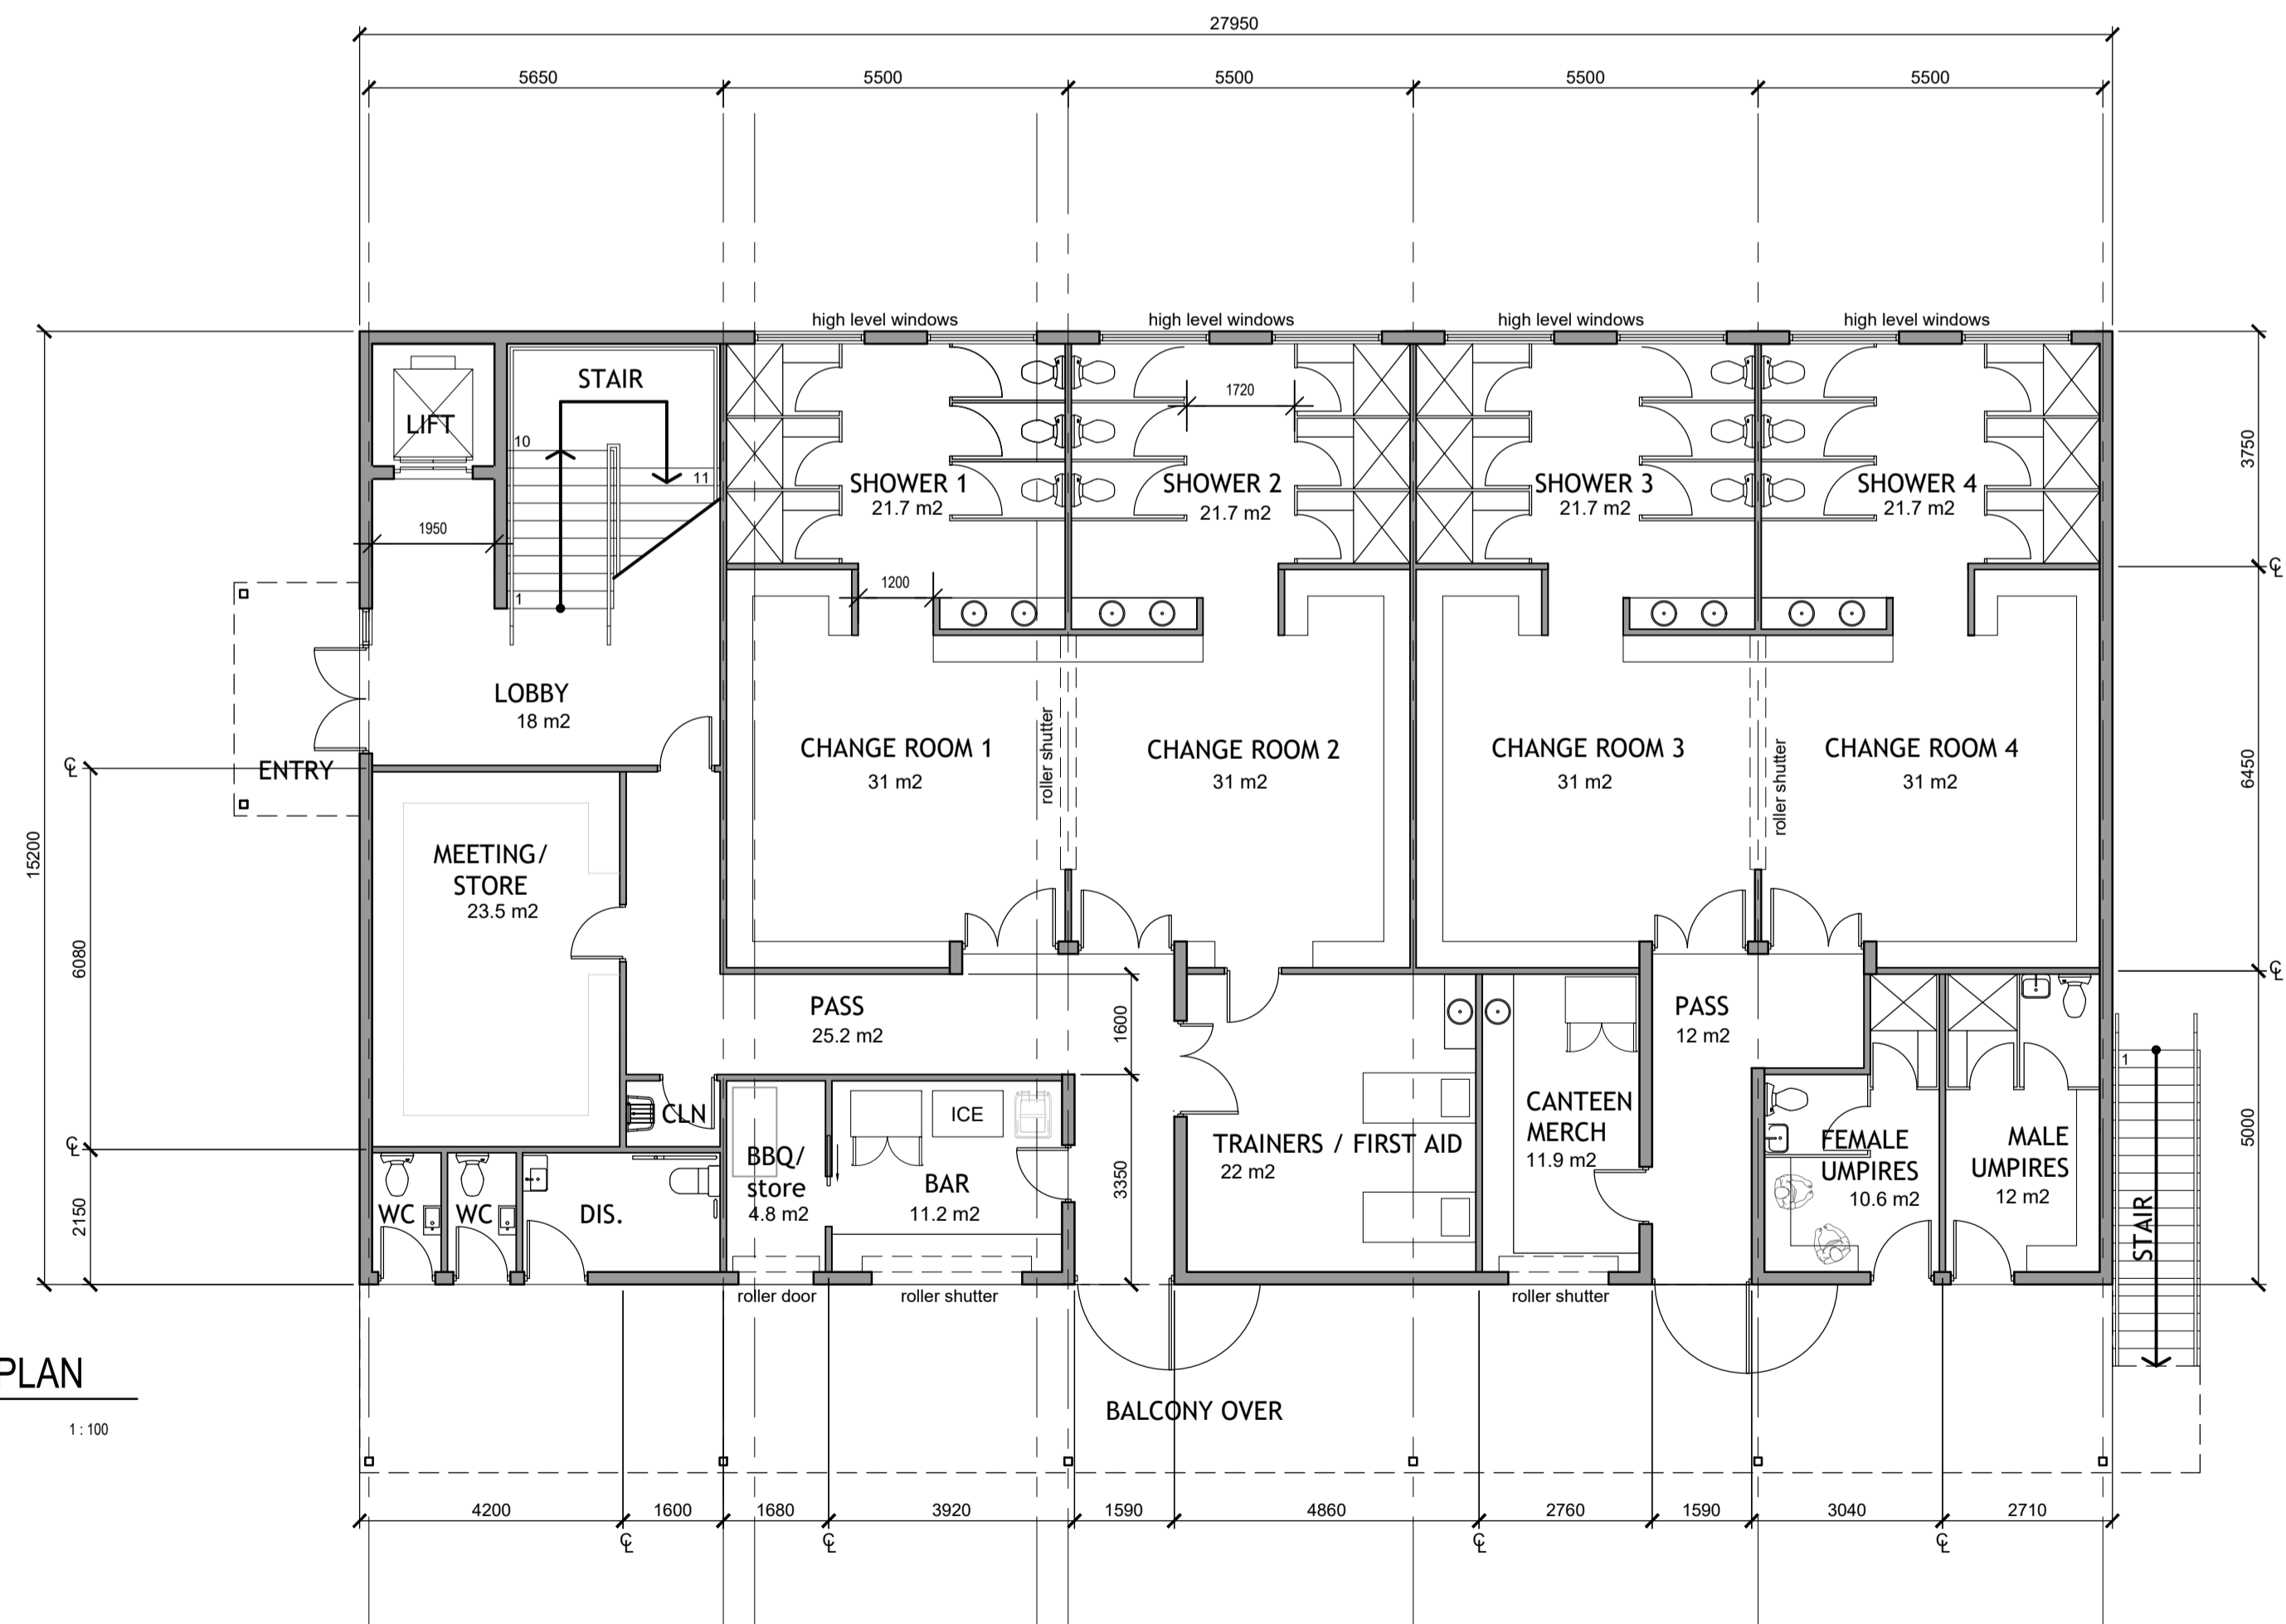 27950
5650
5500
5500
5500
5500
high level windows
high level windows
high level windows
high level windows
STAIR
LIFT
10
11
1
1950
1720
1200
3750
SHOWER 1
21.7 m2
SHOWER 2
21.7 m2
SHOWER 3
21.7 m2
SHOWER 4
21.7 m2
℄
LOBBY
18 m2
ENTRY
℄
CHANGE ROOM 1
31 m2
roller shutter
CHANGE ROOM 2
31 m2
CHANGE ROOM 3
31 m2
roller shutter
CHANGE ROOM 4
31 m2
6450
15200
6080
MEETING/
STORE
23.5 m2
℄
PASS
25.2 m2
1600
PASS
12 m2
1
CLN
ICE
℄
BBQ/
store
4.8 m2
BAR
11.2 m2
3350
TRAINERS / FIRST AID
22 m2
CANTEEN
MERCH
11.9 m2
FEMALE
UMPIRES
10.6 m2
MALE
UMPIRES
12 m2
5000
STAIR
2150
WC
WC
DIS.
roller door
roller shutter
roller shutter
PLAN
1 : 100
BALCONY OVER
4200
1600
1680
3920
1590
4860
2760
1590
3040
2710
℄
℄
℄
℄